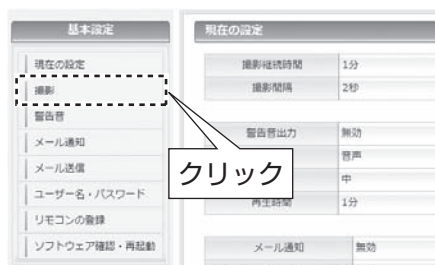 基本設定
現在の設定
撮影
警告音
メール通知
メール送信
ユーザー名・パスワード
リモコンの登録
ソフトウェア確認・再起動
現在の設定
撮影継続時間 1分
撮影間隔 2秒
警告音出力 無効
音声
中
再生時間 1分
メール通知 無効
クリック